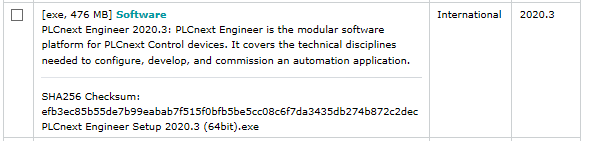 [exe, 476 MB] Software
International
2020.3
PLCnext Engineer 2020.3: PLCnext Engineer is the modular software
platform for PLCnext Control devices. It covers the technical disciplines
needed to configure, develop, and commission an automation application.
SHA256 Checksum:
efb3ec85b55de7b99eabab7f515f0bfb5be5cc08c6f7da3435db274b872c2dec
PLCnext Engineer Setup 2020.3 (64bit).exe